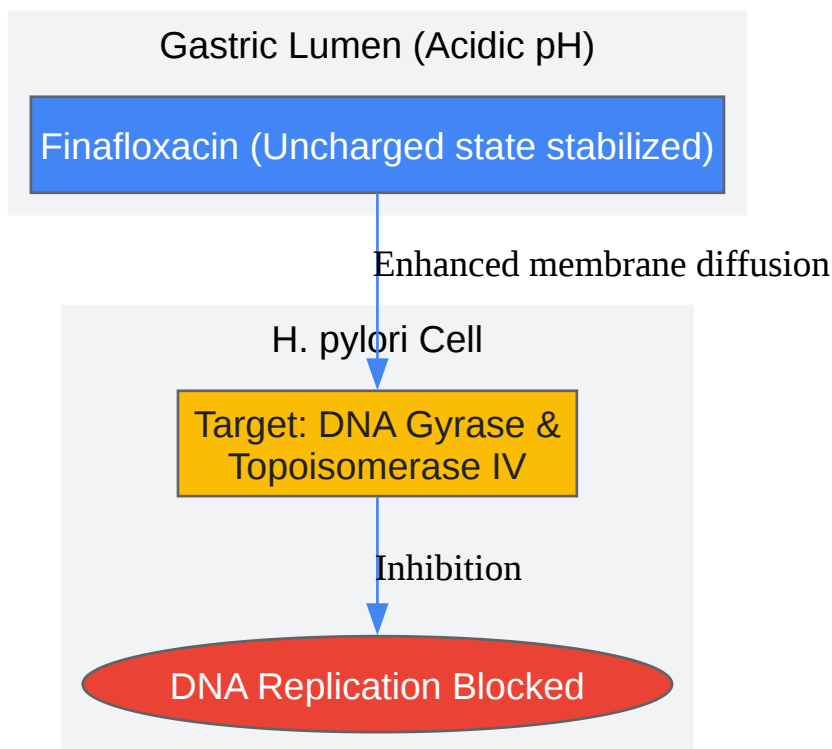 Gastric Lumen (Acidic pH)
Finafloxacin (Uncharged state stabilized)
Enhanced membrane diffusion
H. pylori Cell
Target: DNA Gyrase &
Topoisomerase IV
Inhibition
DNA Replication Blocked